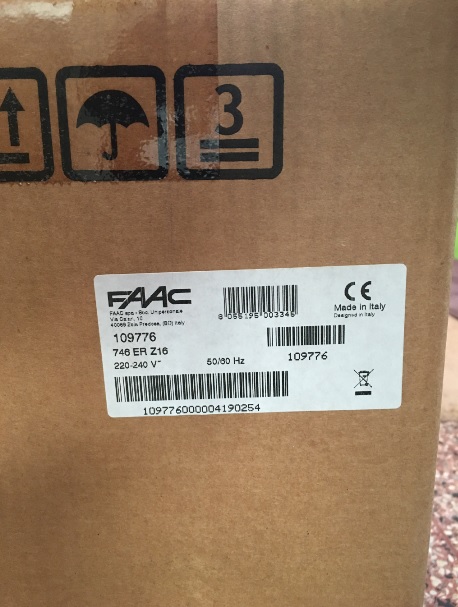 3
FAAC
FAAC spa - Soc. Unipersonale
Via Calari, 10
40069 Zola Predosa, (BO) Italy
8 055195 003346
CE
Made in Italy
Designed in Italy
109776
746 ER Z16
220-240 V~ 50/60 Hz
109776
109776000004190254